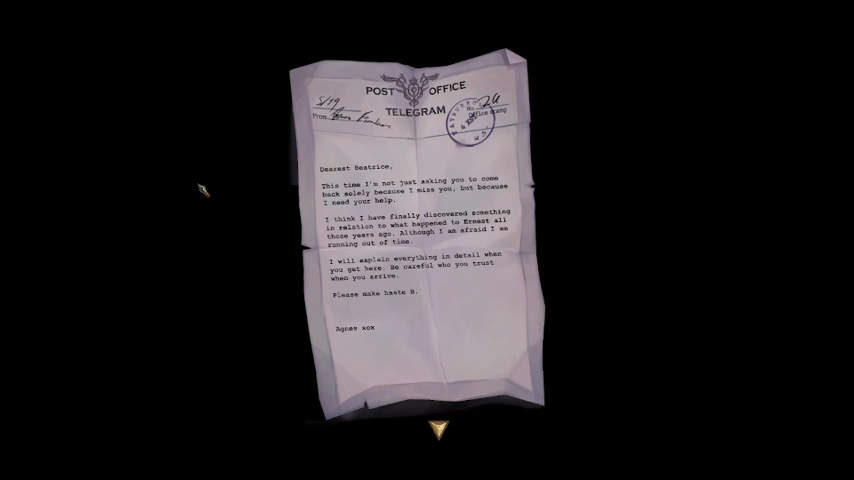 POST OFFICE
TELEGRAM
5/19
No.
From
Office Stamp
Dearest Beatrice,
This time I'm not just asking you to come
back solely because I miss you, but because
I need your help.
I think I have finally discovered something
in relation to what happened to Ernest all
those years ago. Although I am afraid I am
running out of time.
I will explain everything in detail when
you get here. Be careful who you trust
when you arrive.
Please make haste B.
Agnes xox